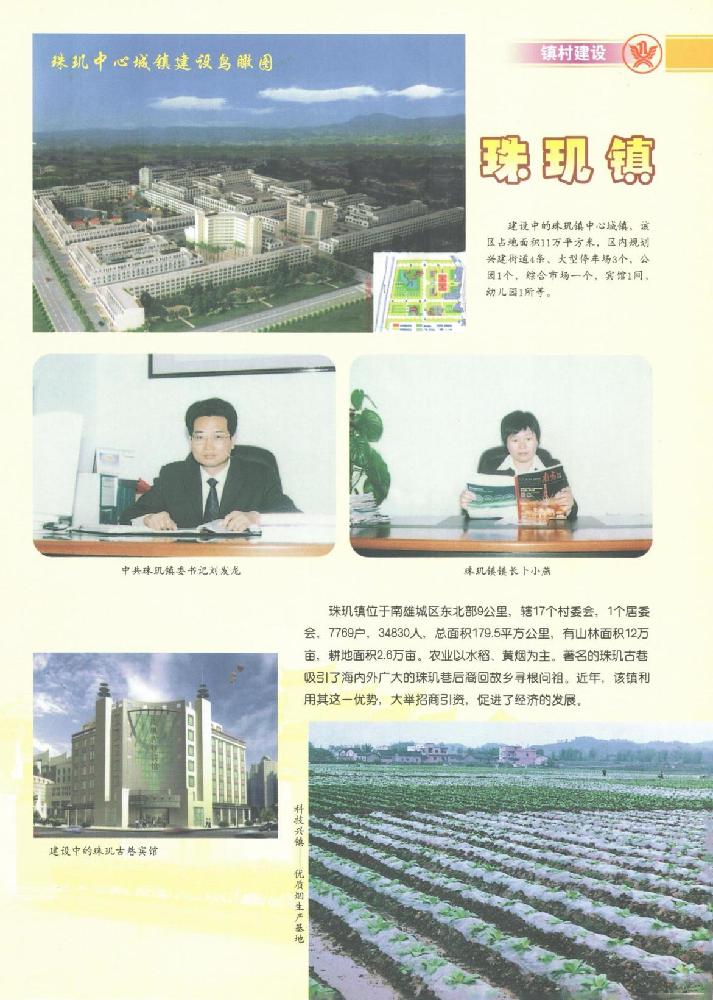 镇村建设
珠玑中心城镇建设鸟瞰图
珠玑镇
建设中的珠玑镇中心城镇。该
区占地面积11万平方米，区内规划
兴建街道4条、大型停车场3个，公
园1个，综合市场一个，宾馆1间，
幼儿园1所等。
南方
中共珠玑镇委书记刘发龙
珠玑镇镇长卜小燕
珠玑镇位于南雄城区东北部9公里，辖17个村委会，1个居委
会，7769户，34830人，总面积179.5平方公里，有山林面积12万
亩，耕地面积2.6万亩。农业以水稻、黄烟为主。著名的珠玑古巷
吸引了海内外广大的珠玑巷后裔回故乡寻根问祖。近年，该镇利
用其这一优势，大举招商引资，促进了经济的发展。
珠玑古巷宾馆
建设中的珠玑古巷宾馆
科技兴镇——优质烟生产基地